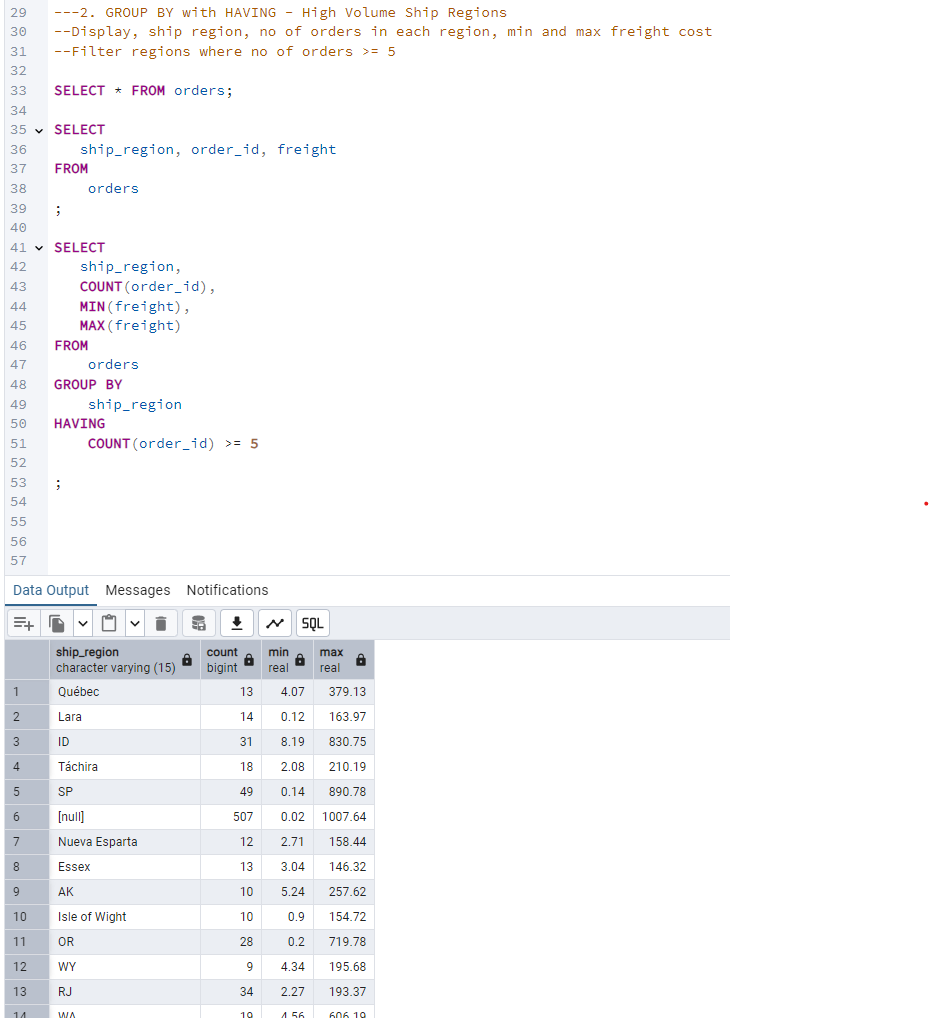 29 ---2. GROUP BY with HAVING - High Volume Ship Regions
30 --Display, ship region, no of orders in each region, min and max freight cost
31 --Filter regions where no of orders >= 5
32
33 SELECT * FROM orders;
34
35 SELECT
36 ship_region, order_id, freight
37 FROM
38 orders
39 ;
40
41 SELECT
42 ship_region,
43 COUNT(order_id),
44 MIN(freight),
45 MAX(freight)
46 FROM
47 orders
48 GROUP BY
49 ship_region
50 HAVING
51 COUNT(order_id) >= 5
52
53 ;
54
55
56
57
Data Output Messages Notifications
SQL
ship_region count min max
character varying (15) bigint real real
1 Québec 13 4.07 379.13
2 Lara 14 0.12 163.97
3 ID 31 8.19 830.75
4 Táchira 18 2.08 210.19
5 SP 49 0.14 890.78
6 [null] 507 0.02 1007.64
7 Nueva Esparta 12 2.71 158.44
8 Essex 13 3.04 146.32
9 AK 10 5.24 257.62
10 Isle of Wight 10 0.9 154.72
11 OR 28 0.2 719.78
12 WY 9 4.34 195.68
13 RJ 34 2.27 193.37
14 WA 19 4.56 606.19